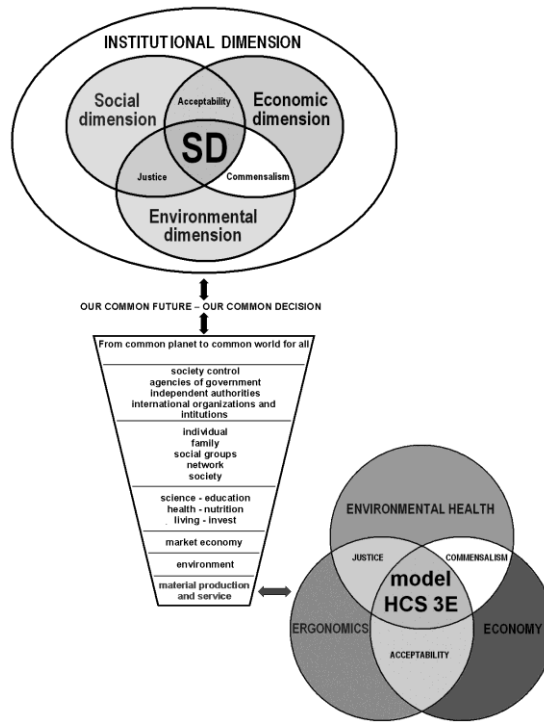 INSTITUTIONAL DIMENSION
Social
dimension
Acceptability
Economic
dimension
SD
Justice
Commensalism
Environmental
dimension
OUR COMMON FUTURE – OUR COMMON DECISION
From common planet to common world for all
society control
agencies of government
independent authorities
international organizations and
intitutions
individual
family
social groups
network
society
science - education
health - nutrition
living - invest
market economy
environment
material production
and service
ENVIRONMENTAL HEALTH
JUSTICE
COMMENSALISM
model
HCS 3E
ERGONOMICS
ECONOMY
ACCEPTABILITY